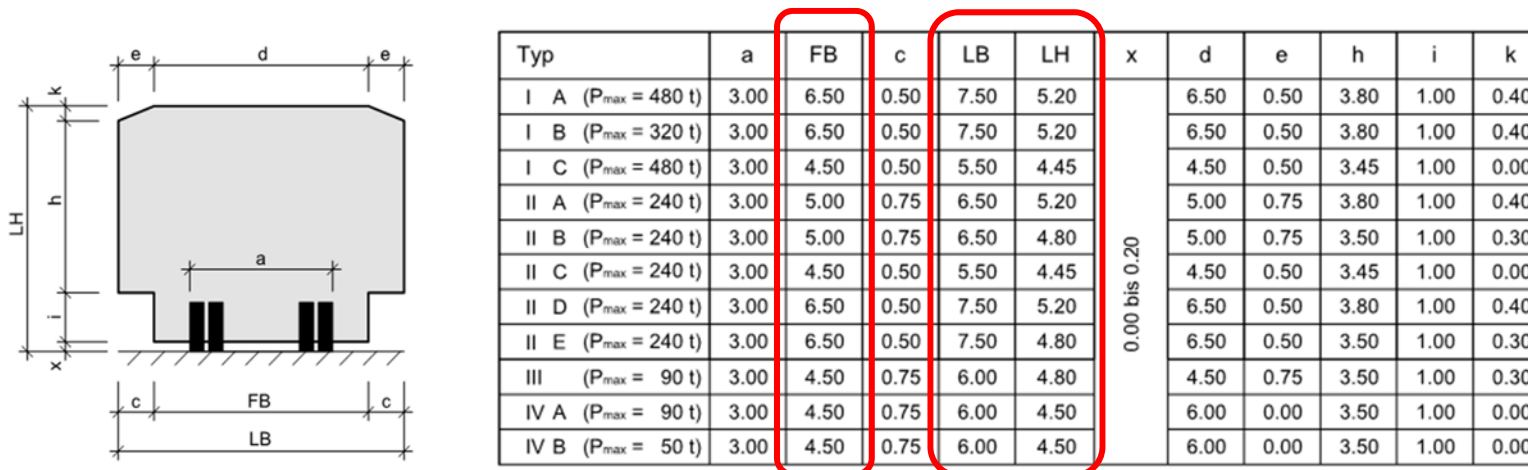 e d e
k
h
LH
a
i
x
c FB c
LB
Typ a FB c LB LH x d e h i k
I A (Pmax = 480 t) 3.00 6.50 0.50 7.50 5.20 6.50 0.50 3.80 1.00 0.40
I B (Pmax = 320 t) 3.00 6.50 0.50 7.50 5.20 6.50 0.50 3.80 1.00 0.40
I C (Pmax = 480 t) 3.00 4.50 0.50 5.50 4.45 4.50 0.50 3.45 1.00 0.00
II A (Pmax = 240 t) 3.00 5.00 0.75 6.50 5.20 5.00 0.75 3.80 1.00 0.40
II B (Pmax = 240 t) 3.00 5.00 0.75 6.50 4.80 5.00 0.75 3.50 1.00 0.30
II C (Pmax = 240 t) 3.00 4.50 0.50 5.50 4.45 4.50 0.50 3.45 1.00 0.00
II D (Pmax = 240 t) 3.00 6.50 0.50 7.50 5.20 6.50 0.50 3.80 1.00 0.40
II E (Pmax = 240 t) 3.00 6.50 0.50 7.50 4.80 6.50 0.50 3.50 1.00 0.30
III (Pmax = 90 t) 3.00 4.50 0.75 6.00 4.80 4.50 0.75 3.50 1.00 0.30
IV A (Pmax = 90 t) 3.00 4.50 0.75 6.00 4.50 6.00 0.00 3.50 1.00 0.00
IV B (Pmax = 50 t) 3.00 4.50 0.75 6.00 4.50 6.00 0.00 3.50 1.00 0.00
0.00 bis 0.20